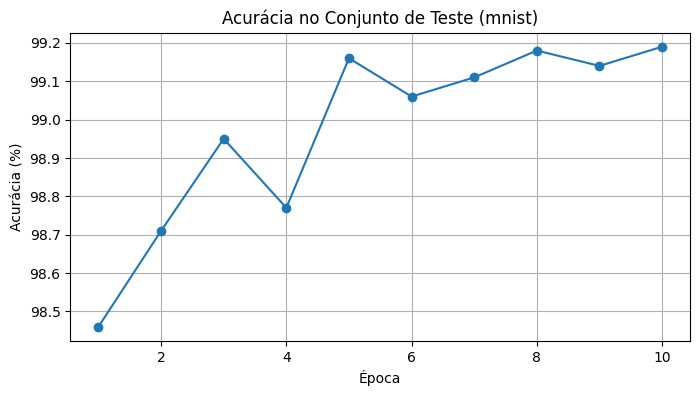 Acurácia no Conjunto de Teste (mnist)
99.2
99.1
99.0
98.9
98.8
98.7
98.6
98.5
Acurácia (%)
2 4 6 8 10
Época